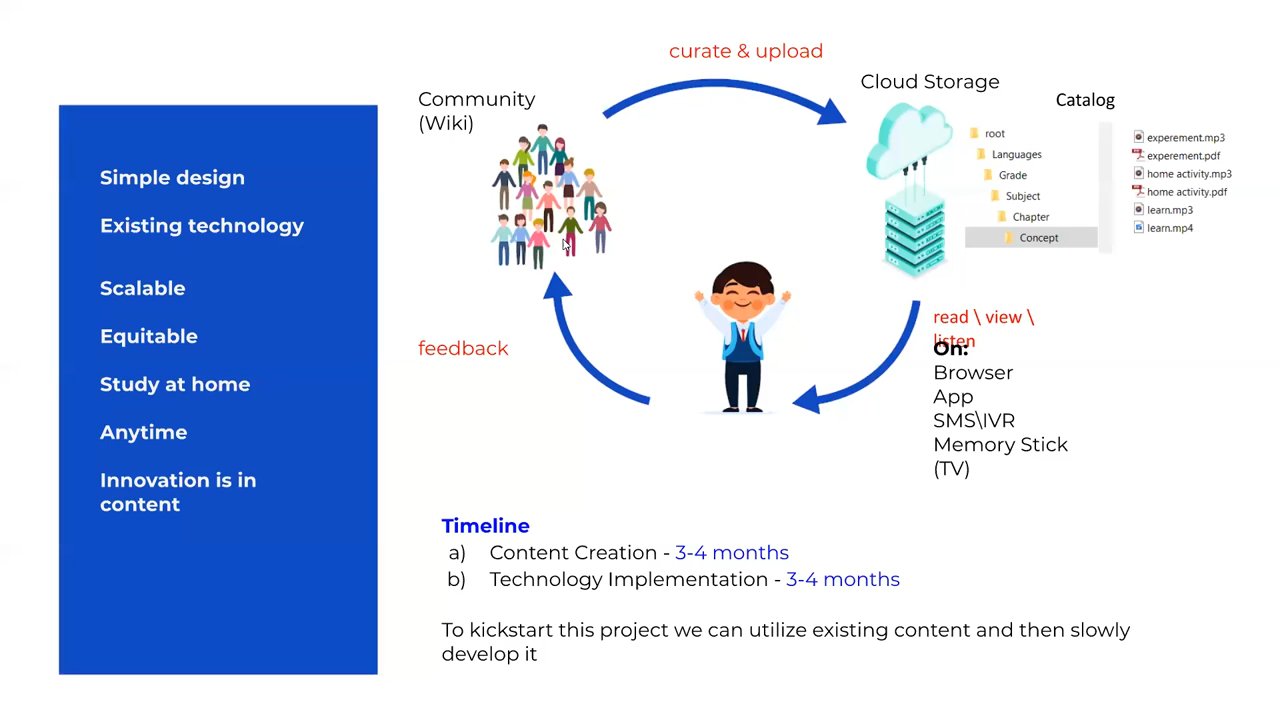 Simple design
Existing technology
Scalable
Equitable
Study at home
Anytime
Innovation is in
content
curate & upload
Community
(Wiki)
Cloud Storage
Catalog
root
Languages
Grade
Subject
Chapter
Concept
experement.mp3
experement.pdf
home activity.mp3
home activity.pdf
learn.mp3
learn.mp4
read \ view \
listen
On:
Browser
App
SMS\IVR
Memory Stick
(TV)
feedback
Timeline
a) Content Creation - 3-4 months
b) Technology Implementation - 3-4 months
To kickstart this project we can utilize existing content and then slowly
develop it